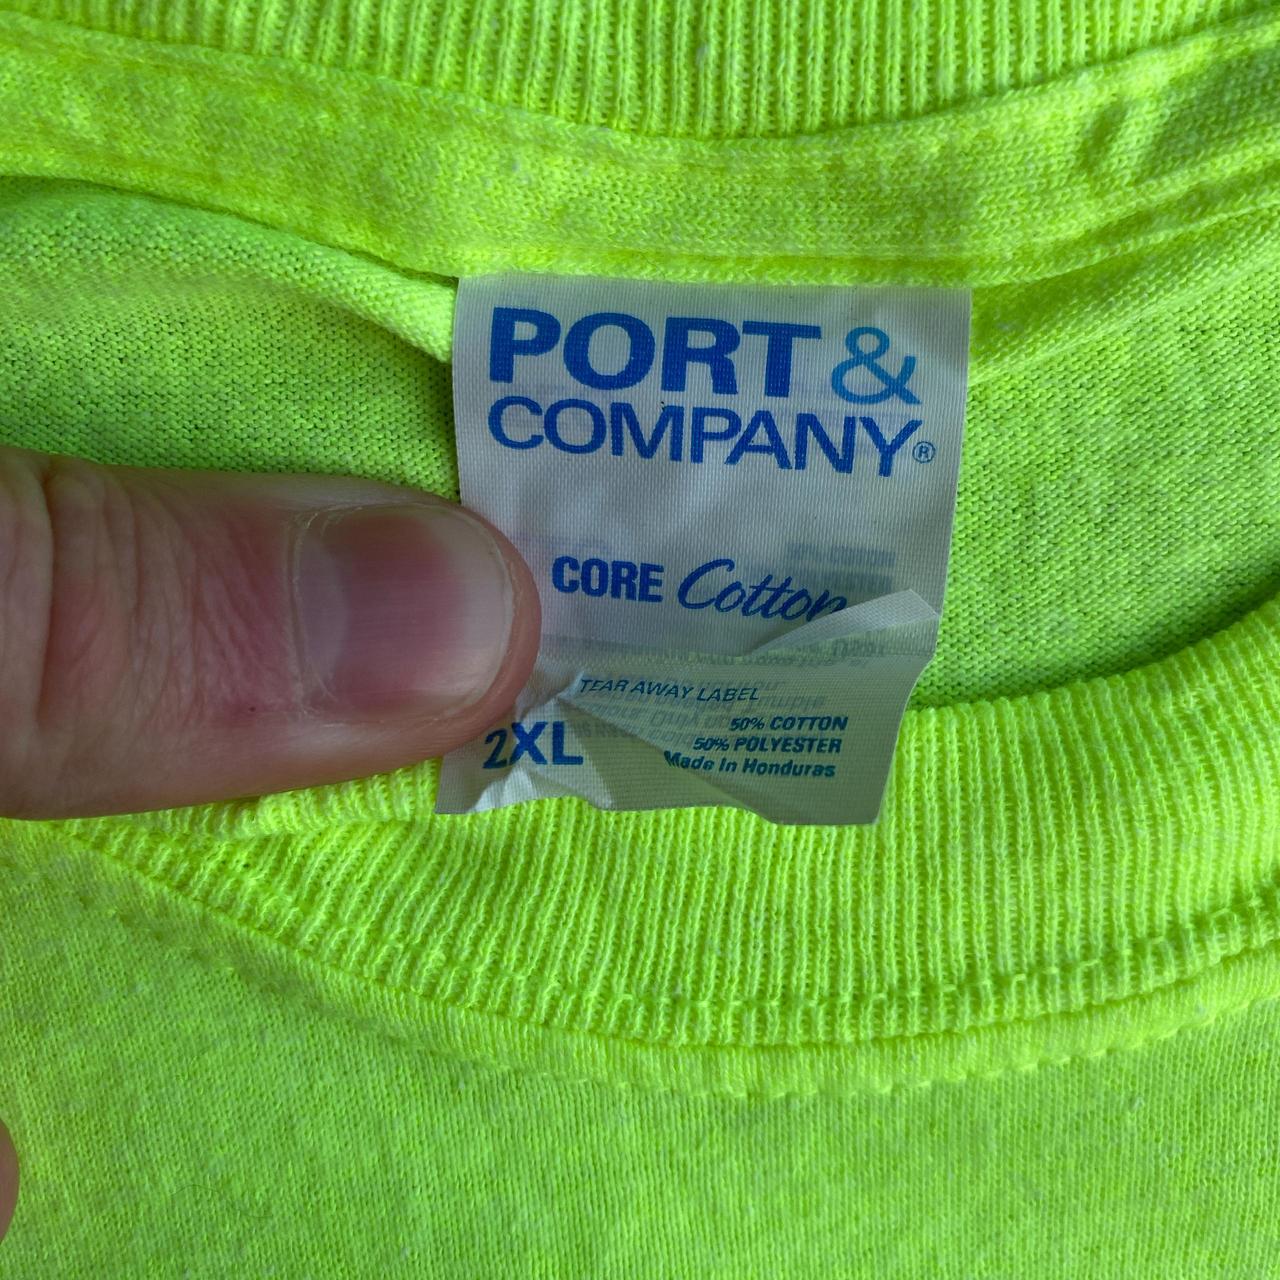 PORT &
COMPANY®
CORE Cotton
TEAR AWAY LABEL
2XL
50% COTTON
50% POLYESTER
Made In Honduras